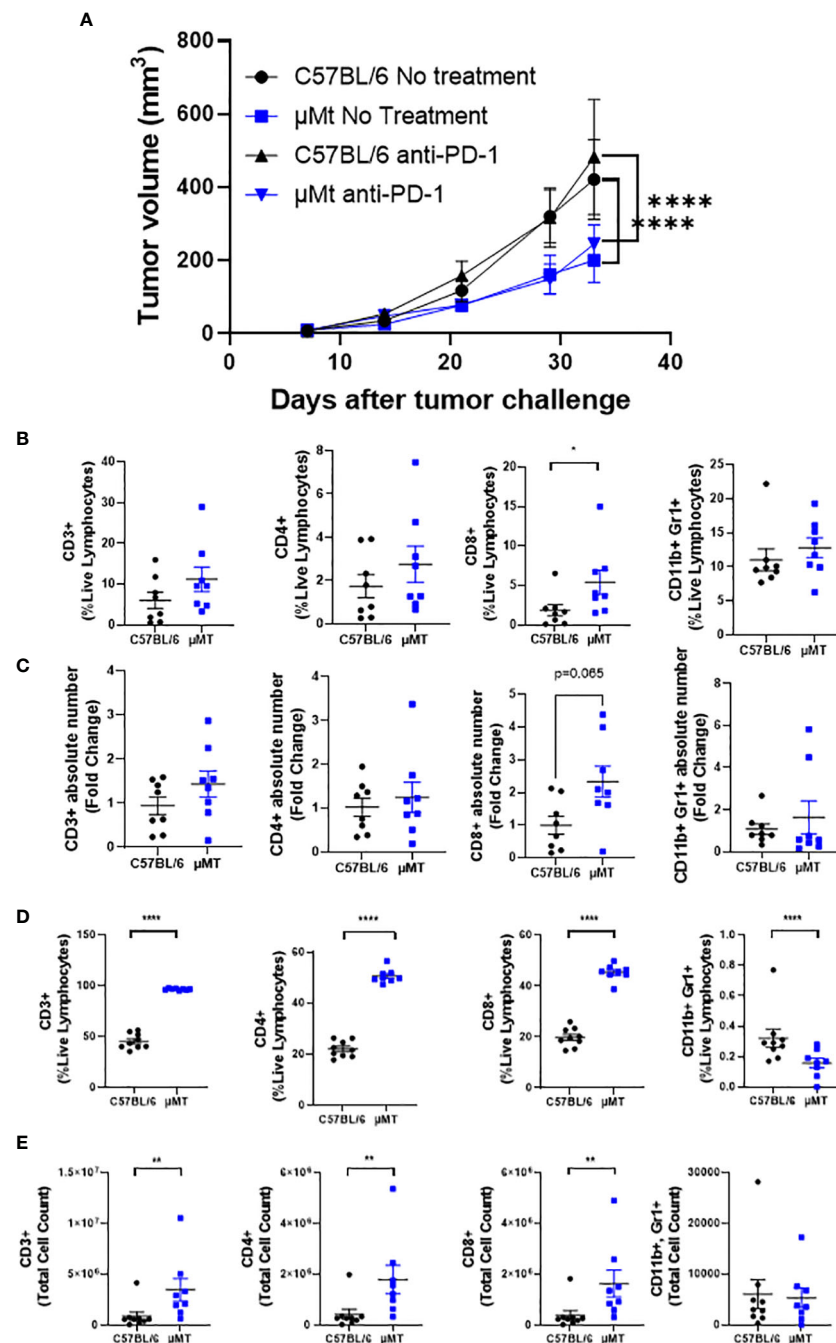 A
Tumor volume (mm³)
800
600
400
200
0
C57BL/6 No treatment
µMt No Treatment
C57BL/6 anti-PD-1
µMt anti-PD-1
****
****
0 10 20 30 40
Days after tumor challenge
B
CD3+
(%Live Lymphocytes)
40
30
20
10
0
C57BL/6 µMT
CD4+
(%Live Lymphocytes)
8
6
4
2
0
C57BL/6 µMT
CD8+
(%Live Lymphocytes)
20
15
10
5
0
*
C57BL/6 µMT
CD11b+ Gr1+
(%Live Lymphocytes)
25
20
15
10
5
0
C57BL/6 µMT
C
CD3+ absolute number
(Fold Change)
4
3
2
1
0
C57BL/6 µMT
CD4+ absolute number
(Fold Change)
4
3
2
1
0
C57BL/6 µMT
CD8+ absolute number
(Fold Change)
5
4
3
2
1
0
p=0.065
C57BL/6 µMT
CD11b+ Gr1+ absolute number
(Fold Change)
8
6
4
2
0
C57BL/6 µMT
D
CD3+
(%Live Lymphocytes)
150
100
50
0
****
C57BL/6 µMT
CD4+
(%Live Lymphocytes)
60
40
20
0
****
C57BL/6 µMT
CD8+
(%Live Lymphocytes)
60
40
20
0
****
C57BL/6 µMT
CD11b+ Gr1+
(%Live Lymphocytes)
1.0
0.8
0.6
0.4
0.2
0.0
****
C57BL/6 µMT
E
CD3+
(Total Cell Count)
1.5×10⁷
1×10⁷
5×10⁶
0
**
C57BL/6 µMT
CD4+
(Total Cell Count)
6×10⁶
4×10⁶
2×10⁶
0
**
C57BL/6 µMT
CD8+
(Total Cell Count)
6×10⁶
4×10⁶
2×10⁶
0
**
C57BL/6 µMT
CD11b+, Gr1+
(Total Cell Count)
30000
20000
10000
5000
0
C57BL/6 µMT